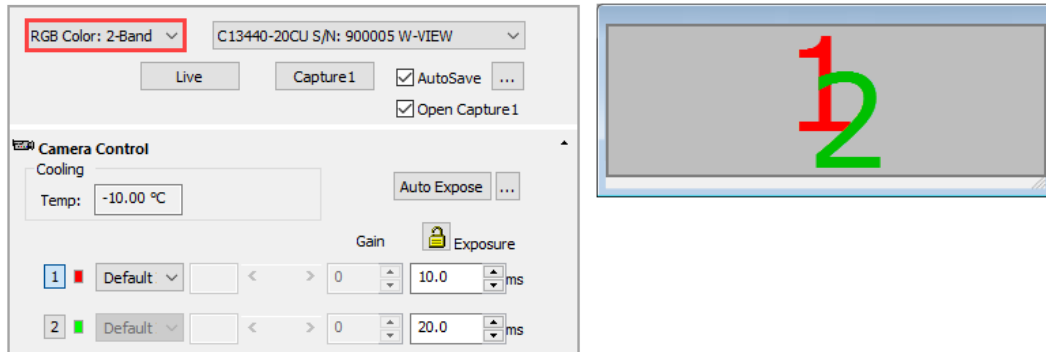 RGB Color: 2-Band
C13440-20CU S/N: 900005 W-VIEW
Live
Capture1
AutoSave
...
Open Capture1
Camera Control
Cooling
Temp:
-10.00 ºC
Auto Expose
...
Gain
Exposure
1
Default
0
10.0
ms
2
Default
0
20.0
ms
1
2